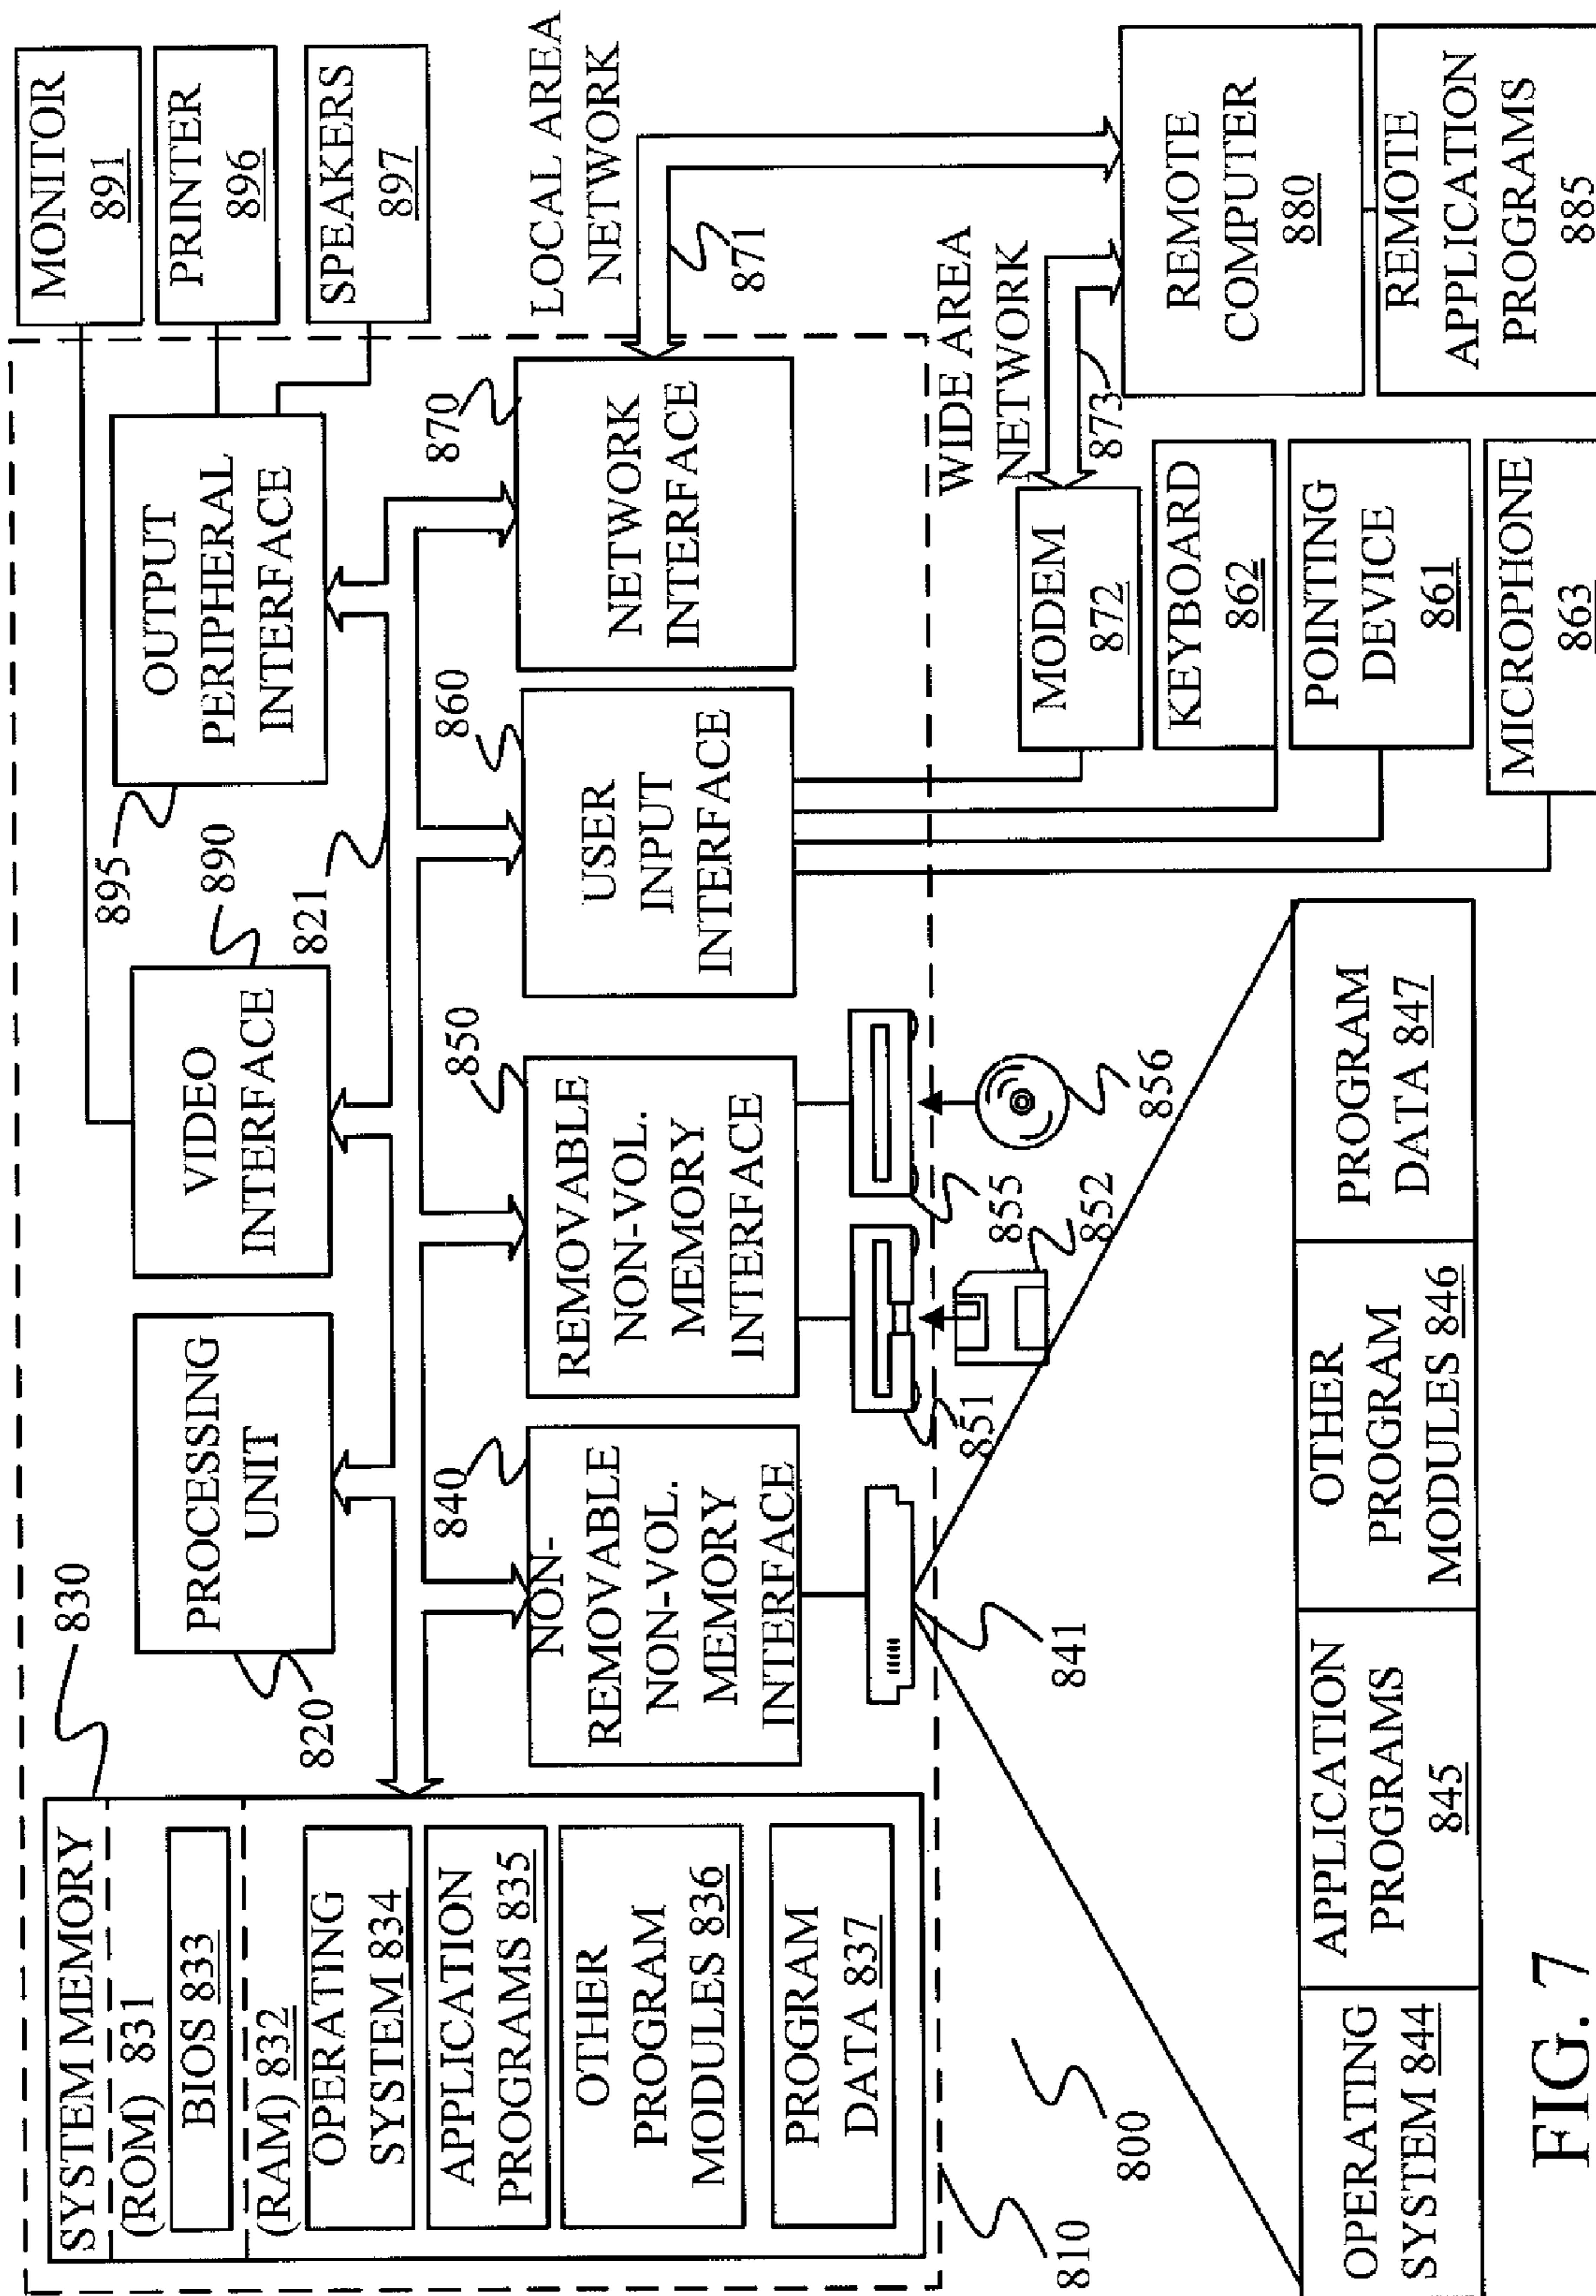 SYSTEM MEMORY
(ROM) 831
BIOS 833
(RAM) 832
OPERATING
SYSTEM 834
APPLICATION
PROGRAMS 835
OTHER
PROGRAM
MODULES 836
PROGRAM
DATA 837
830
PROCESSING
UNIT
820
VIDEO
INTERFACE
890
OUTPUT
PERIPHERAL
INTERFACE
895
821
MONITOR
891
PRINTER
896
SPEAKERS
897
840
NON-
REMOVABLE
NON-VOL.
MEMORY
INTERFACE
850
REMOVABLE
NON-VOL.
MEMORY
INTERFACE
860
USER
INPUT
INTERFACE
870
NETWORK
INTERFACE
LOCAL AREA
NETWORK
871
841
851
852
855
856
WIDE AREA
NETWORK
873
MODEM
872
KEYBOARD
862
POINTING
DEVICE
861
MICROPHONE
863
REMOTE
COMPUTER
880
REMOTE
APPLICATION
PROGRAMS
885
810
800
OPERATING
SYSTEM 844
APPLICATION
PROGRAMS
845
OTHER
PROGRAM
MODULES 846
PROGRAM
DATA 847
FIG. 7